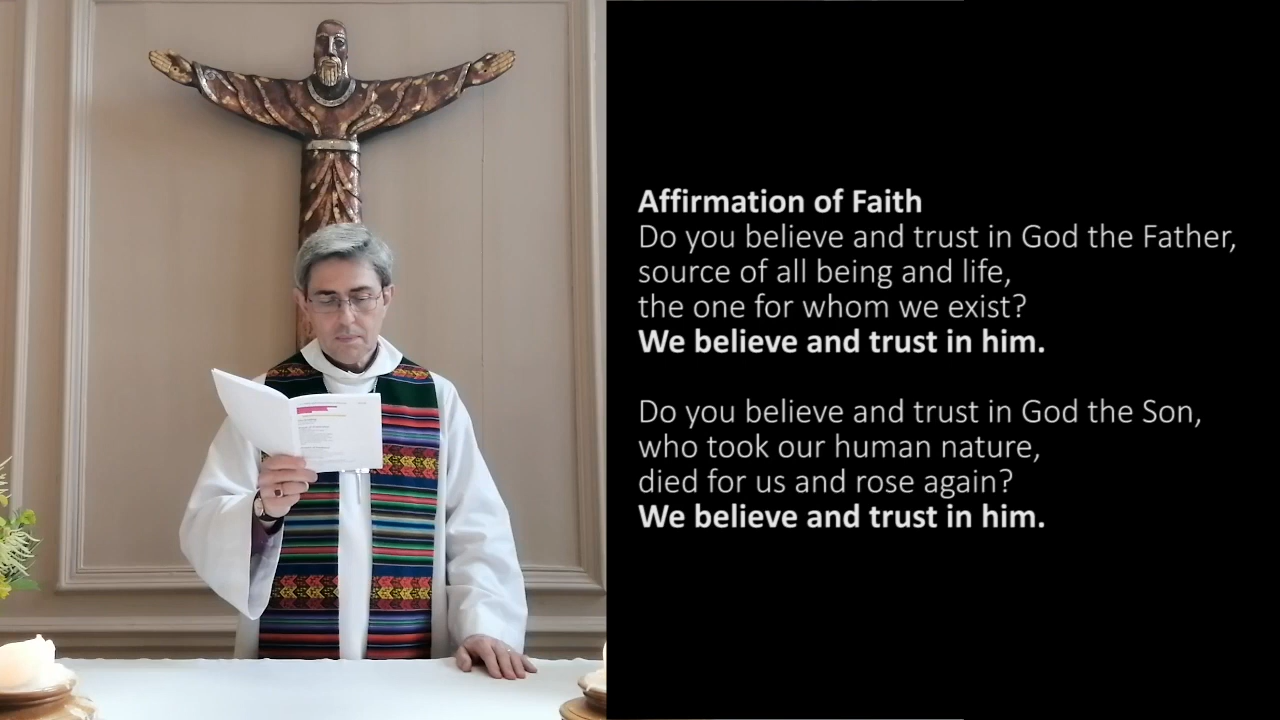 Affirmation of Faith
Do you believe and trust in God the Father,
source of all being and life,
the one for whom we exist?
We believe and trust in him.
Do you believe and trust in God the Son,
who took our human nature,
died for us and rose again?
We believe and trust in him.